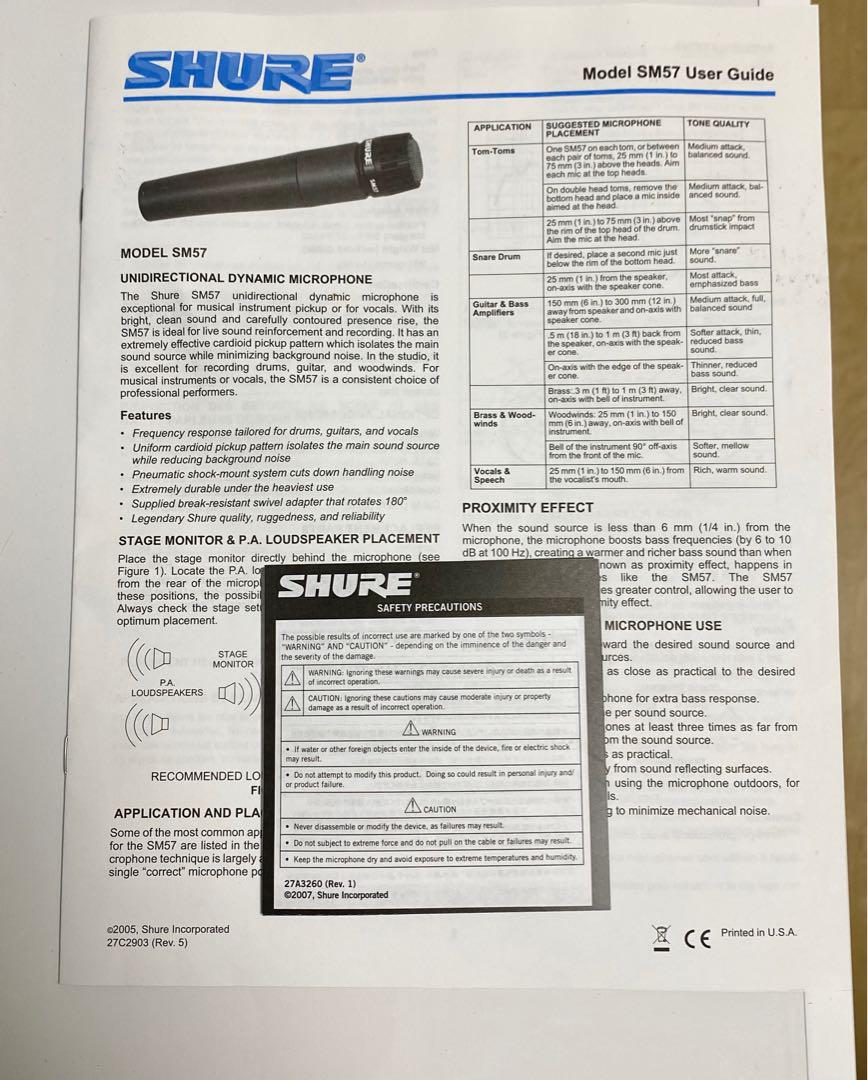 SHURE®
Model SM57 User Guide
SHURE
SM57
MODEL SM57
UNIDIRECTIONAL DYNAMIC MICROPHONE
The Shure SM57 unidirectional dynamic microphone is
exceptional for musical instrument pickup or for vocals. With its
bright, clean sound and carefully contoured presence rise, the
SM57 is ideal for live sound reinforcement and recording. It has an
extremely effective cardioid pickup pattern which isolates the main
sound source while minimizing background noise. In the studio, it
is excellent for recording drums, guitar, and woodwinds. For
musical instruments or vocals, the SM57 is a consistent choice of
professional performers.
Features
• Frequency response tailored for drums, guitars, and vocals
• Uniform cardioid pickup pattern isolates the main sound source
while reducing background noise
• Pneumatic shock-mount system cuts down handling noise
• Extremely durable under the heaviest use
• Supplied break-resistant swivel adapter that rotates 180°
• Legendary Shure quality, ruggedness, and reliability
STAGE MONITOR & P.A. LOUDSPEAKER PLACEMENT
Place the stage monitor directly behind the microphone (see
Figure 1). Locate the P.A.
from the rear of the
these positions, the
Always check the stage
optimum placement.
STAGE
MONITOR
P.A.
LOUDSPEAKERS
RECOMMENDED
APPLICATION AND
Some of the most common
for the SM57 are listed in the
crophone technique is largely
single “correct” microphone
©2005, Shure Incorporated
27C2903 (Rev. 5)
APPLICATION SUGGESTED MICROPHONE PLACEMENT TONE QUALITY
Tom-Toms One SM57 on each tom, or between Medium attack,
each pair of toms, 25 mm (1 in.) to balanced sound.
75 mm (3 in.) above the heads. Aim
each mic at the top heads.
On double head toms, remove the Medium attack, bal-
bottom head and place a mic inside anced sound.
aimed at the head.
25 mm (1 in.) to 75 mm (3 in.) above Most "snap" from
the rim of the top head of the drum. drumstick impact
Aim the mic at the head.
Snare Drum If desired, place a second mic just More "snare"
below the rim of the bottom head. sound.
25 mm (1 in.) from the speaker, Most attack,
on-axis with the speaker cone. emphasized bass
Guitar & Bass 150 mm (6 in.) to 300 mm (12 in.) Medium attack, full,
Amplifiers away from speaker and on-axis with balanced sound
speaker cone.
.5 m (18 in.) to 1 m (3 ft) back from Softer attack, thin,
the speaker, on-axis with the speak- reduced bass
er cone. sound.
On-axis with the edge of the speak- Thinner, reduced
er cone. bass sound.
Brass: .3 m (1 ft) to 1 m (3 ft) away, Bright, clear sound.
on-axis with bell of instrument.
Brass & Wood- Woodwinds: 25 mm (1 in.) to 150 Bright, clear sound.
winds mm (6 in.) away, on-axis with bell of
instrument.
Bell of the instrument 90° off-axis Softer, mellow
from the front of the mic. sound.
Vocals & 25 mm (1 in.) to 150 mm (6 in.) from Rich, warm sound.
Speech the vocalist's mouth.
PROXIMITY EFFECT
When the sound source is less than 6 mm (1/4 in.) from the
microphone, the microphone boosts bass frequencies (by 6 to 10
dB at 100 Hz), creating a warmer and richer bass sound than when
known as proximity effect, happens in
like the SM57. The SM57
greater control, allowing the user to
effect.
MICROPHONE USE
the desired sound source and
as close as practical to the desired
for extra bass response.
per sound source.
at least three times as far from
the sound source.
as practical.
from sound reflecting surfaces.
using the microphone outdoors, for
to minimize mechanical noise.
CE
Printed in U.S.A.
SHURE®
SAFETY PRECAUTIONS
The possible results of incorrect use are marked by one of the two symbols -
"WARNING" AND "CAUTION" - depending on the imminence of the danger and
the severity of the damage.
WARNING: Ignoring these warnings may cause severe injury or death as a result
of incorrect operation.
CAUTION: Ignoring these cautions may cause moderate injury or property
damage as a result of incorrect operation.
WARNING
• If water or other foreign objects enter the inside of the device, fire or electric shock
may result.
• Do not attempt to modify this product. Doing so could result in personal injury and/
or product failure.
CAUTION
• Never disassemble or modify the device, as failures may result.
• Do not subject to extreme force and do not pull on the cable or failures may result.
• Keep the microphone dry and avoid exposure to extreme temperatures and humidity.
27A3260 (Rev. 1)
©2007, Shure Incorporated